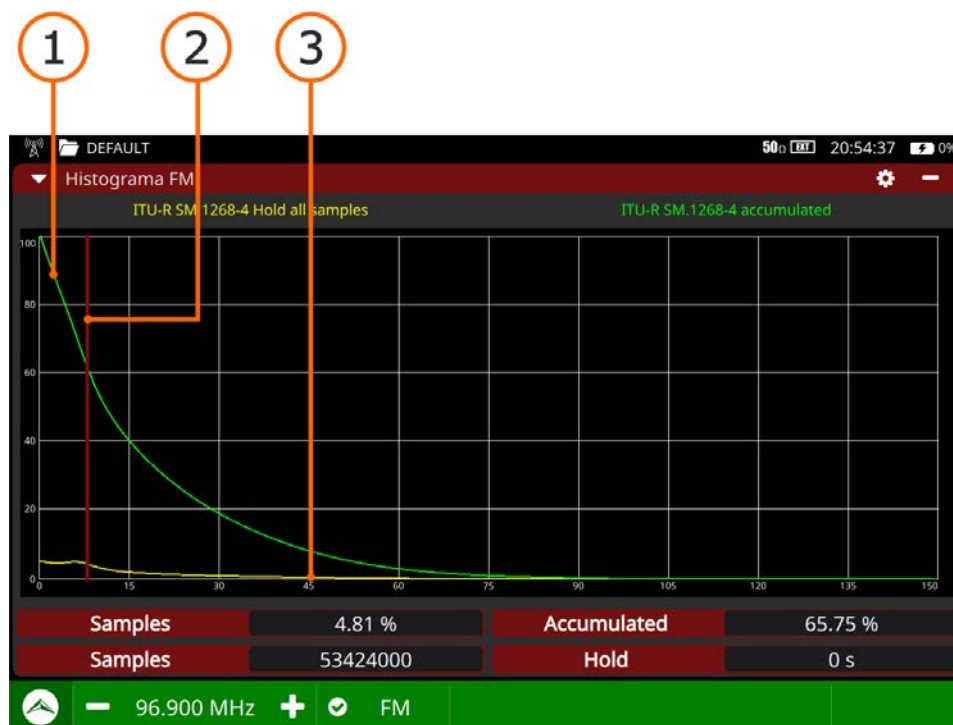 1 2 3
DEFAULT 50Ω EXT 20:54:37 0%
Histograma FM
ITU-R SM.1268-4 Hold all samples ITU-R SM.1268-4 accumulated
100
80
60
40
20
0
0 15 30 45 60 75 90 105 120 135 150
Samples 4.81 % Accumulated 65.75 %
Samples 53424000 Hold 0 s
96.900 MHz FM